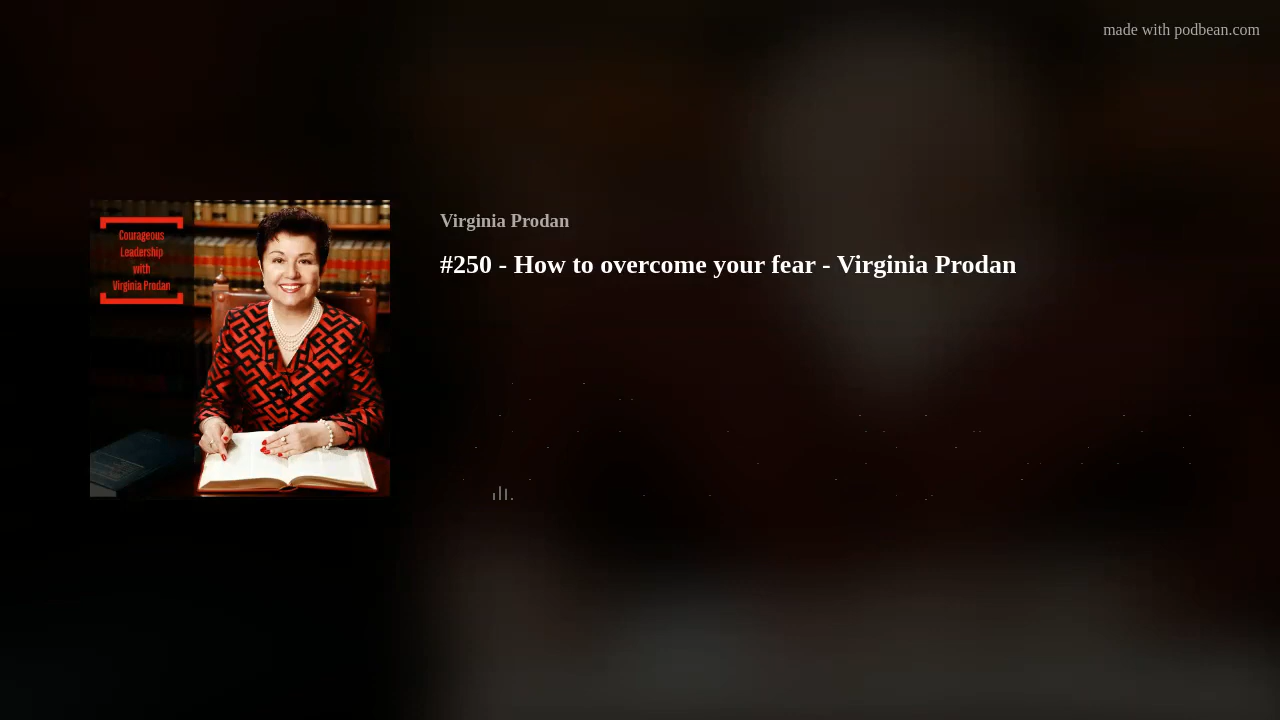 made with podbean.com
Courageous
Leadership
with
Virginia Prodan
Virginia Prodan
#250 - How to overcome your fear - Virginia Prodan